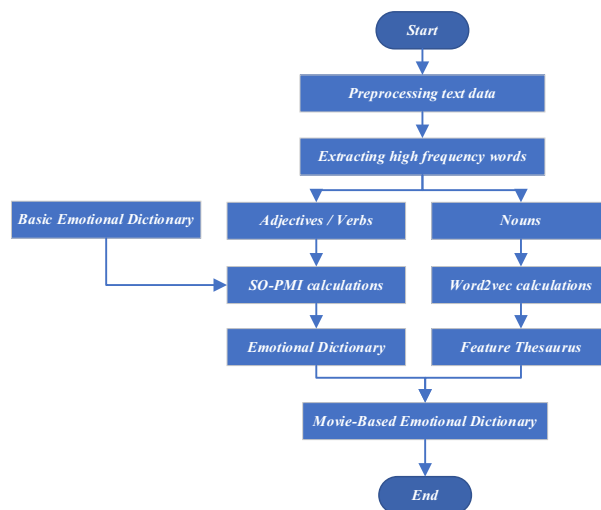 Start
Preprocessing text data
Extracting high frequency words
Basic Emotional Dictionary
Adjectives / Verbs
Nouns
SO-PMI calculations
Word2vec calculations
Emotional Dictionary
Feature Thesaurus
Movie-Based Emotional Dictionary
End